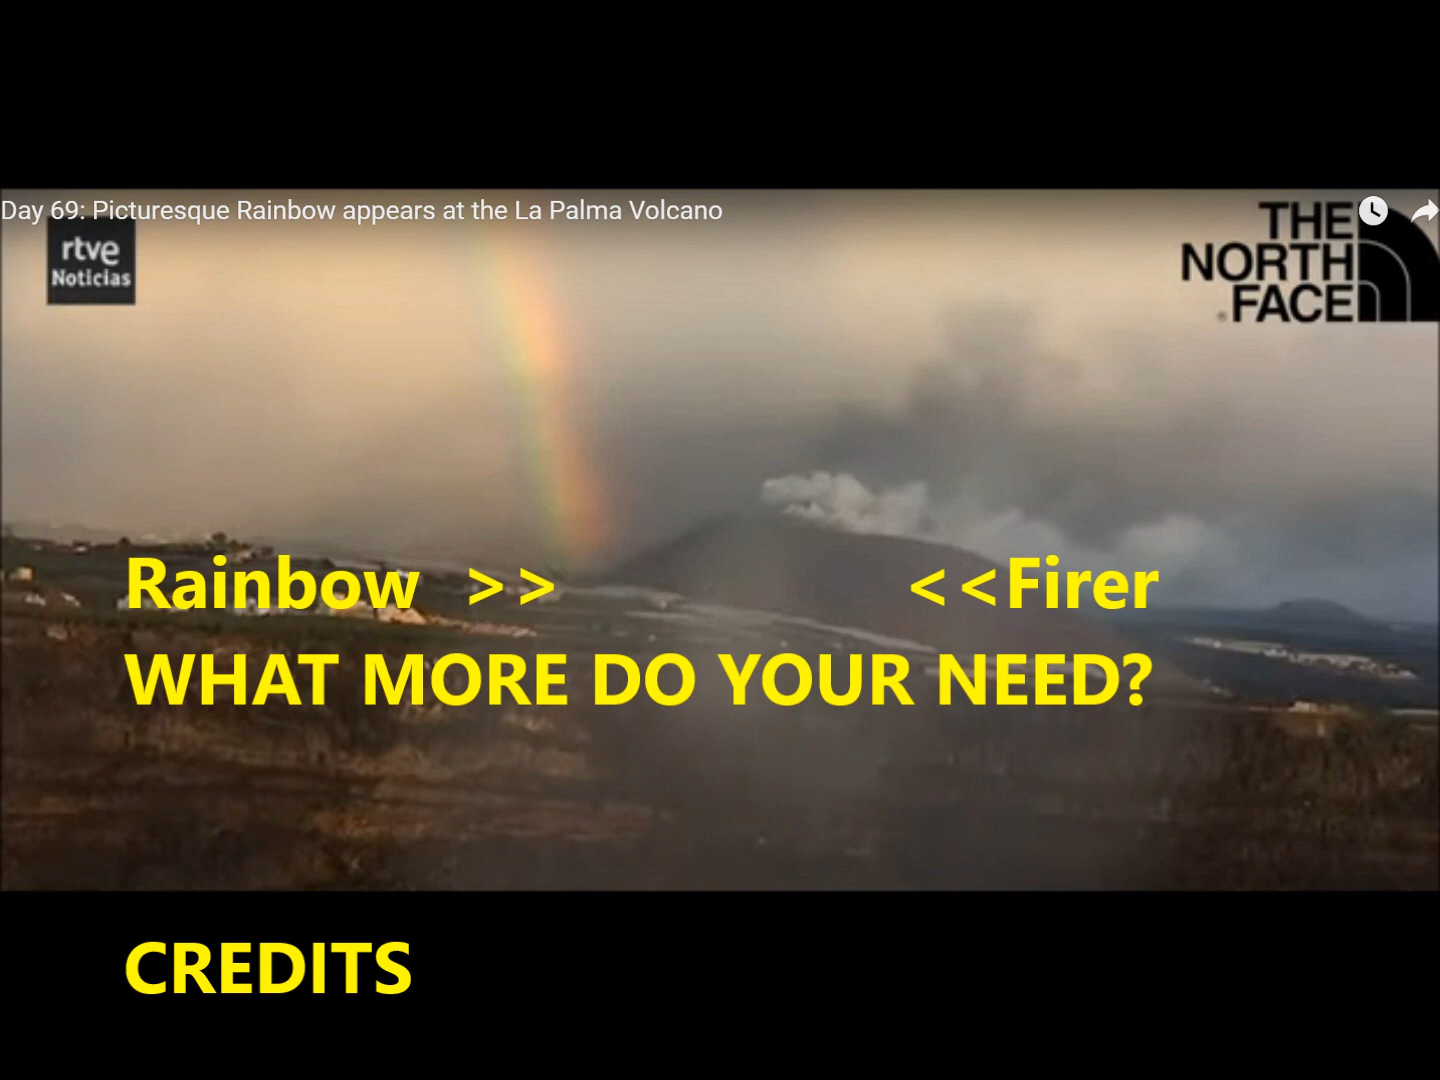 Day 69: Picturesque Rainbow appears at the La Palma Volcano
rtve
Noticias
THE
NORTH
FACE
®
Rainbow >> <<Firer
WHAT MORE DO YOUR NEED?
CREDITS